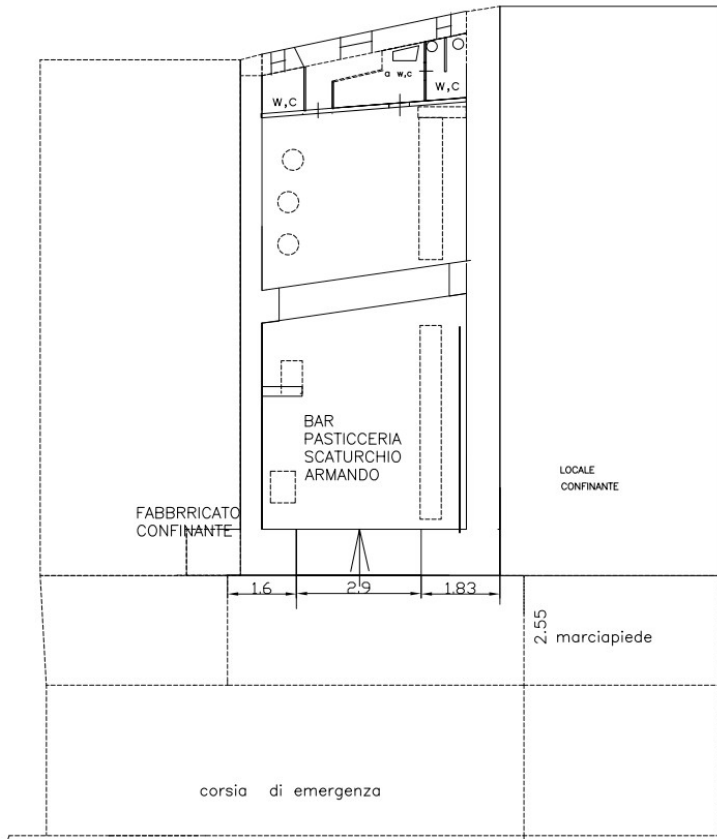 a w,c
W,C
W,C
BAR
PASTICCERIA
SCATURCHIO
ARMANDO
LOCALE
CONFINANTE
FABBRRICATO
CONFINANTE
1.6
2.9
1.83
2.55
marciapiede
corsia di emergenza